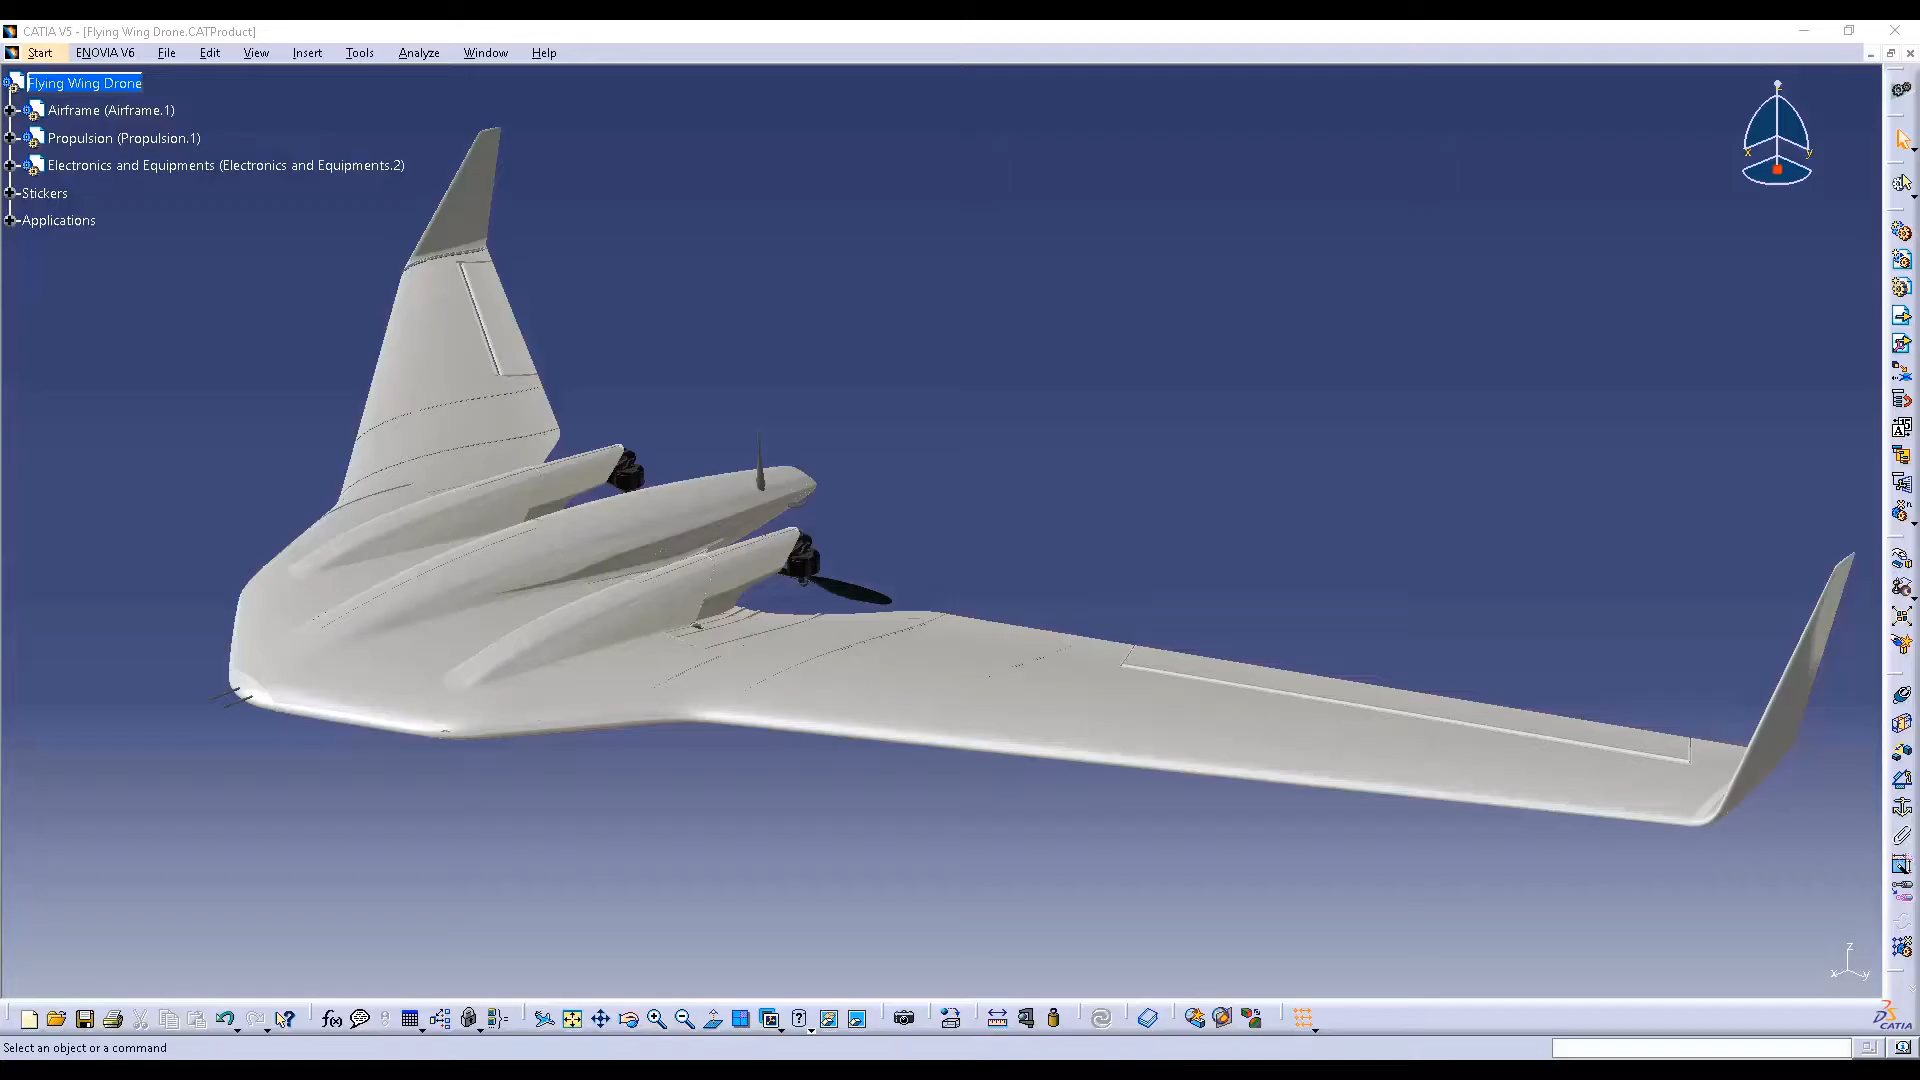 CATIA V5 - [Flying Wing Drone.CATProduct]
Start ENOVIA V6 File Edit View Insert Tools Analyze Window Help
Flying Wing Drone
Airframe (Airframe.1)
Propulsion (Propulsion.1)
Electronics and Equipments (Electronics and Equipments.2)
Stickers
Applications
x y
z
x y
f(x)
CATIA
Select an object or a command